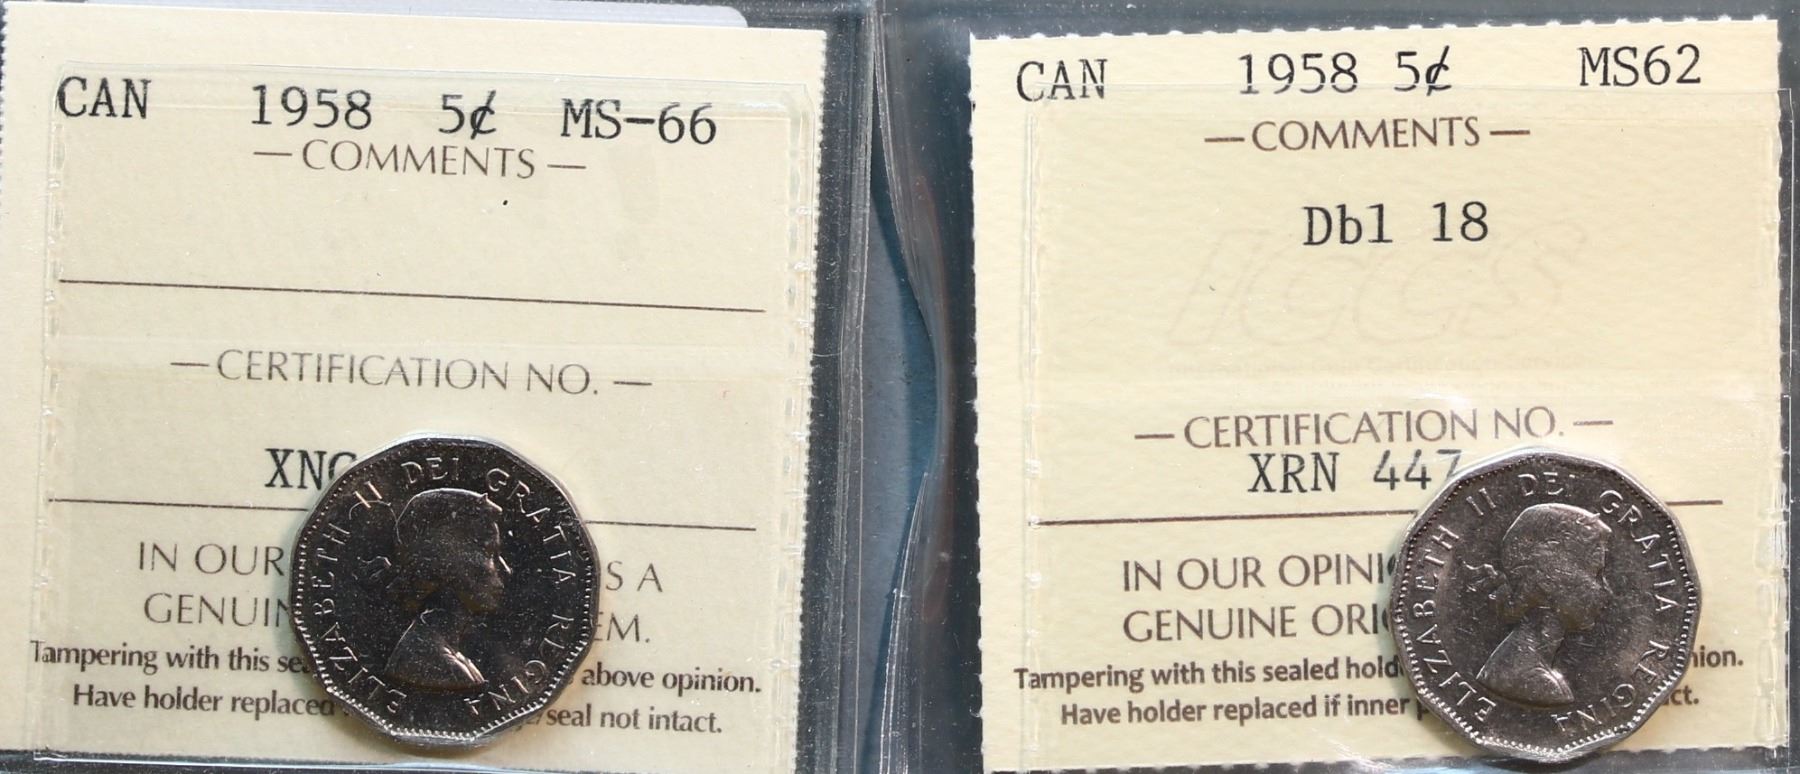 CAN 1958 5¢ MS-66
— COMMENTS —
— CERTIFICATION NO. —
IN OUR S A
GENUIN EM.
Tampering with this se above opinion.
Have holder replaced seal not intact.
ELIZABETH II DEI GRATIA REGINA
CAN 1958 5¢ MS62
— COMMENTS —
Dbl 18
ICCS
— CERTIFICATION NO. —
XRN 447
IN OUR OPINI
GENUINE ORI
Tampering with this sealed hold nion.
Have holder replaced if inner ct.
ELIZABETH II DEI GRATIA REGINA